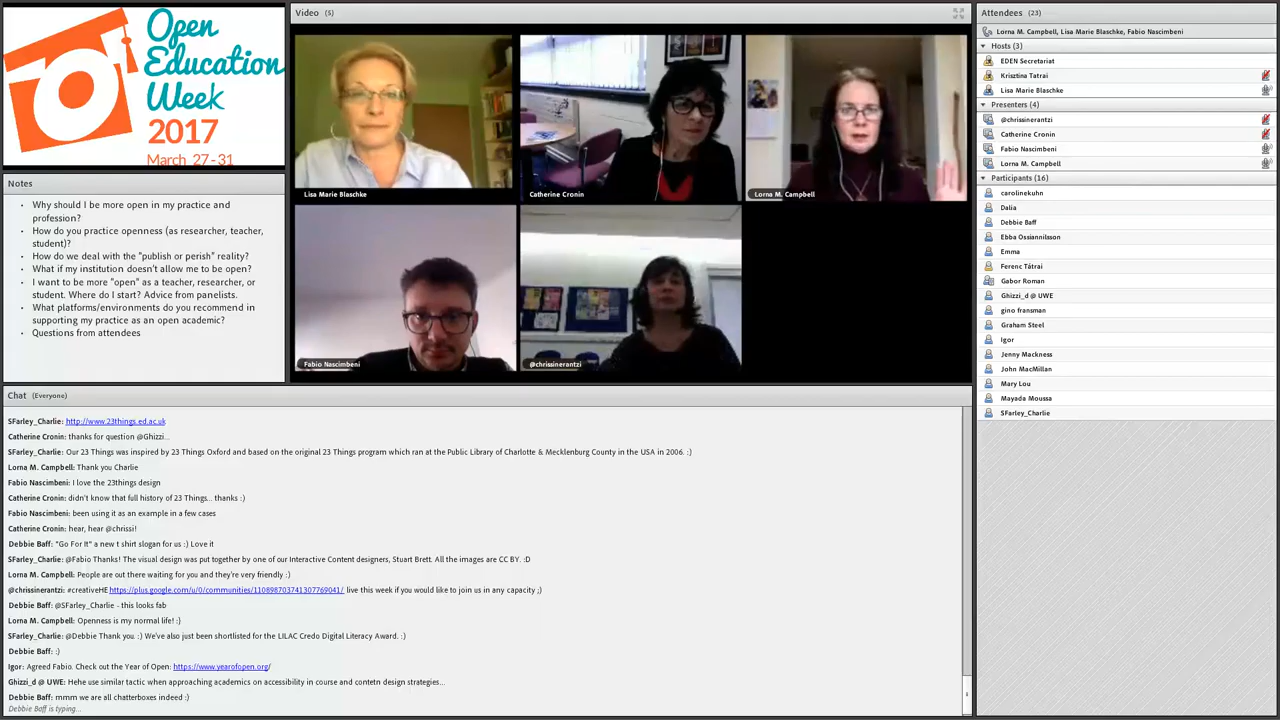 Open
Education
Week
2017
March 27-31
Notes
Why should I be more open in my practice and
profession?
How do you practice openness (as researcher, teacher,
student)?
How do we deal with the "publish or perish" reality?
What if my institution doesn't allow me to be open?
I want to be more "open" as a teacher, researcher, or
student. Where do I start? Advice from panelists.
What platforms/environments do you recommend in
supporting my practice as an open academic?
Questions from attendees
Video (5)
Lisa Marie Blaschke
Catherine Cronin
Lorna M. Campbell
Fabio Nascimbeni
@chrissinerantzi
Chat (Everyone)
SFarley_Charlie: http://www.23things.ed.ac.uk
Catherine Cronin: thanks for question @Ghizzi...
SFarley_Charlie: Our 23 Things was inspired by 23 Things Oxford and based on the original 23 Things program which ran at the Public Library of Charlotte & Mecklenburg County in the USA in 2006. :)
Lorna M. Campbell: Thank you Charlie
Fabio Nascimbeni: I love the 23things design
Catherine Cronin: didn't know that full history of 23 Things... thanks :)
Fabio Nascimbeni: been using it as an example in a few cases
Catherine Cronin: hear, hear @chrissi!
Debbie Baff: "Go For It" a new t shirt slogan for us :) Love it
SFarley_Charlie: @Fabio Thanks! The visual design was put together by one of our Interactive Content designers, Stuart Brett. All the images are CC BY. :D
Lorna M. Campbell: People are out there waiting for you and they're very friendly :)
@chrissinerantzi: #creativeHE https://plus.google.com/u/0/communities/110898703741307769041/ live this week if you would like to join us in any capacity ;)
Debbie Baff: @SFarley_Charlie - this looks fab
Lorna M. Campbell: Openness is my normal life! :}
SFarley_Charlie: @Debbie Thank you. :) We've also just been shortlisted for the LILAC Credo Digital Literacy Award. :)
Debbie Baff: :)
Igor: Agreed Fabio. Check out the Year of Open: https://www.yearofopen.org/
Ghizzi_d @ UWE: Hehe use similar tactic when approaching academics on accessibility in course and contetn design strategies...
Debbie Baff: mmm we are all chatterboxes indeed :)
Debbie Baff is typing...
Attendees (23)
Lorna M. Campbell, Lisa Marie Blaschke, Fabio Nascimbeni
Hosts (3)
EDEN Secretariat
Krisztina Tatrai
Lisa Marie Blaschke
Presenters (4)
@chrissinerantzi
Catherine Cronin
Fabio Nascimbeni
Lorna M. Campbell
Participants (16)
carolinekuhn
Dalia
Debbie Baff
Ebba Ossiannilsson
Emma
Ferenc Tátrai
Gabor Roman
Ghizzi_d @ UWE
gino fransman
Graham Steel
Igor
Jenny Mackness
John MacMillan
Mary Lou
Mayada Moussa
SFarley_Charlie